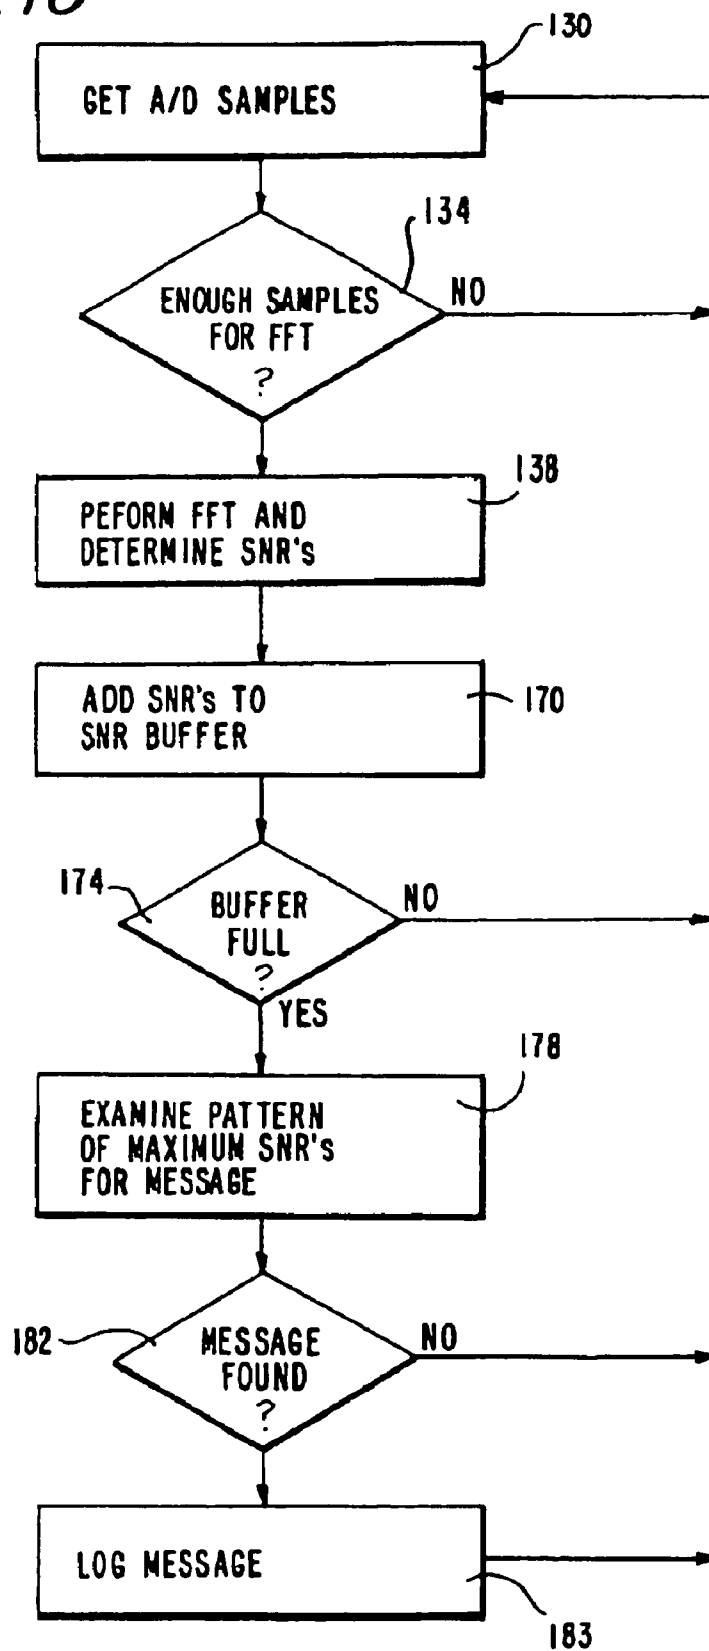 130
GET A/D SAMPLES
134
ENOUGH SAMPLES
FOR FFT
?
NO
138
PEFORM FFT AND
DETERMINE SNR's
170
ADD SNR's TO
SNR BUFFER
174
BUFFER
FULL
?
NO
YES
178
EXAMINE PATTERN
OF MAXIMUM SNR's
FOR MESSAGE
182
MESSAGE
FOUND
?
NO
LOG MESSAGE
183